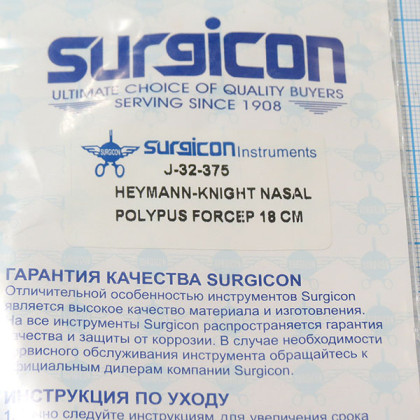 surgicon
ULTIMATE CHOICE OF QUALITY BUYERS
SERVING SINCE 1908
SURGICON surgicon Instruments
J-32-375
HEYMANN-KNIGHT NASAL
POLYPUS FORCEP 18 CM
ГАРАНТИЯ КАЧЕСТВА SURGICON
Отличительной особенностью инструментов Surgicon
является высокое качество материала и изготовления.
На все инструменты Surgicon распространяется гарантия
качества и защиты от коррозии. В случае необходимости
сервисного обслуживания инструмента обращайтесь к
официальным дилерам компании Surgicon.
ИНСТРУКЦИЯ ПО УХОДУ
следуйте инструкциям для увеличения срока